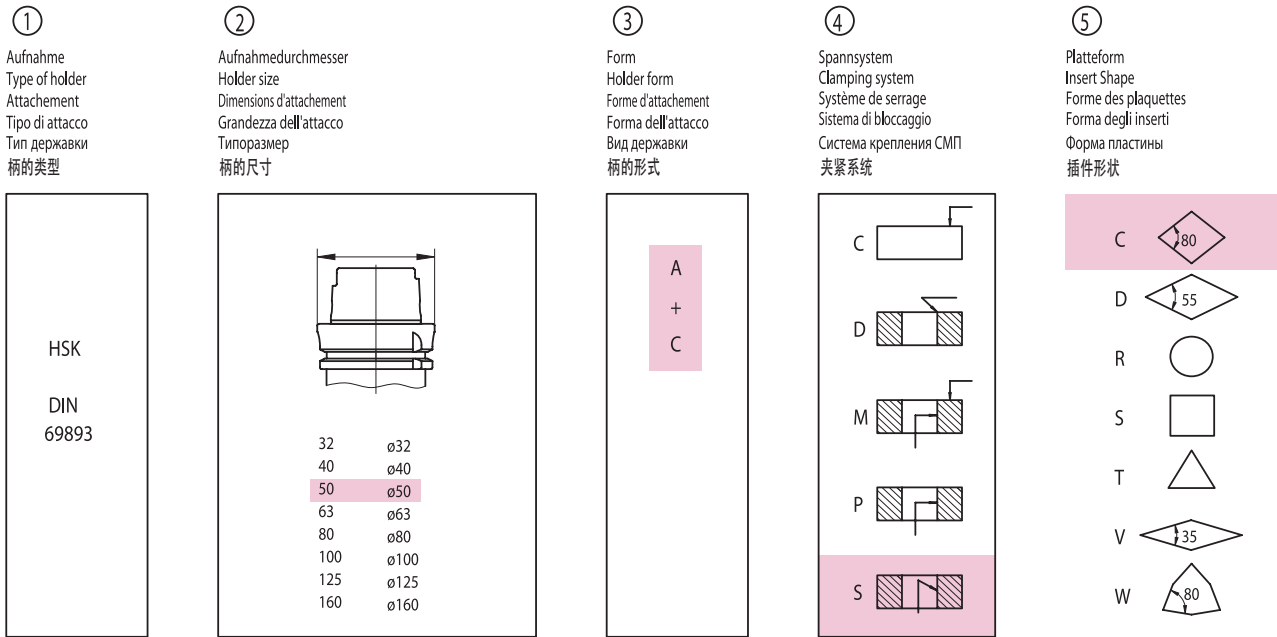 ①
Aufnahme
Type of holder
Attachement
Tipo di attacco
Тип державки
柄的类型
HSK
DIN
69893
②
Aufnahmedurchmesser
Holder size
Dimensions d'attachement
Grandezza dell'attacco
Типоразмер
柄的尺寸
32 ø32
40 ø40
50 ø50
63 ø63
80 ø80
100 ø100
125 ø125
160 ø160
③
Form
Holder form
Forme d'attachement
Forma dell'attacco
Вид державки
柄的形式
A
+
C
④
Spannsystem
Clamping system
Système de serrage
Sistema di bloccaggio
Система крепления СМП
夹紧系统
C
D
M
P
S
⑤
Platteform
Insert Shape
Forme des plaquettes
Forma degli inserti
Форма пластины
插件形状
C 80
D 55
R
S
T
V 35
W 80